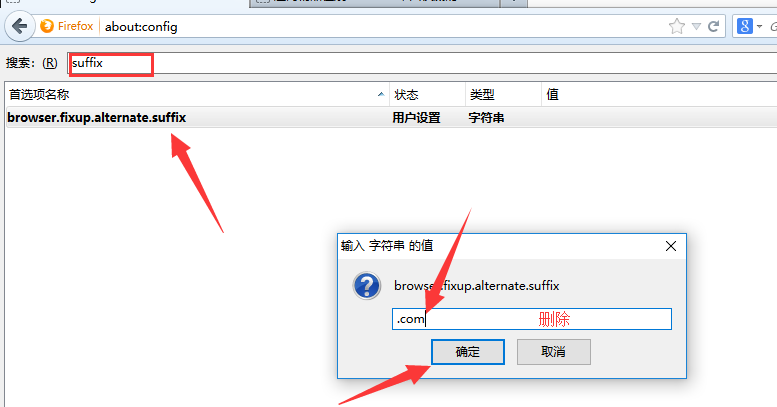 Firefox about:config
搜索：(R) suffix
首选项名称 状态 类型 值
browser.fixup.alternate.suffix 用户设置 字符串
输入 字符串 的值
browser.fixup.alternate.suffix
.com 删除
确定 取消